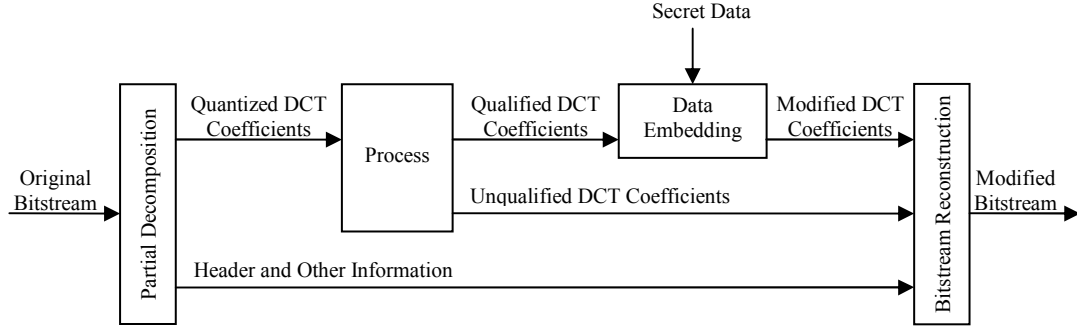 Secret Data
Quantized DCT
Coefficients
Qualified DCT
Coefficients
Data
Embedding
Modified DCT
Coefficients
Process
Original
Bitstream
Partial Decomposition
Unqualified DCT Coefficients
Bitstream Reconstruction
Modified
Bitstream
Header and Other Information